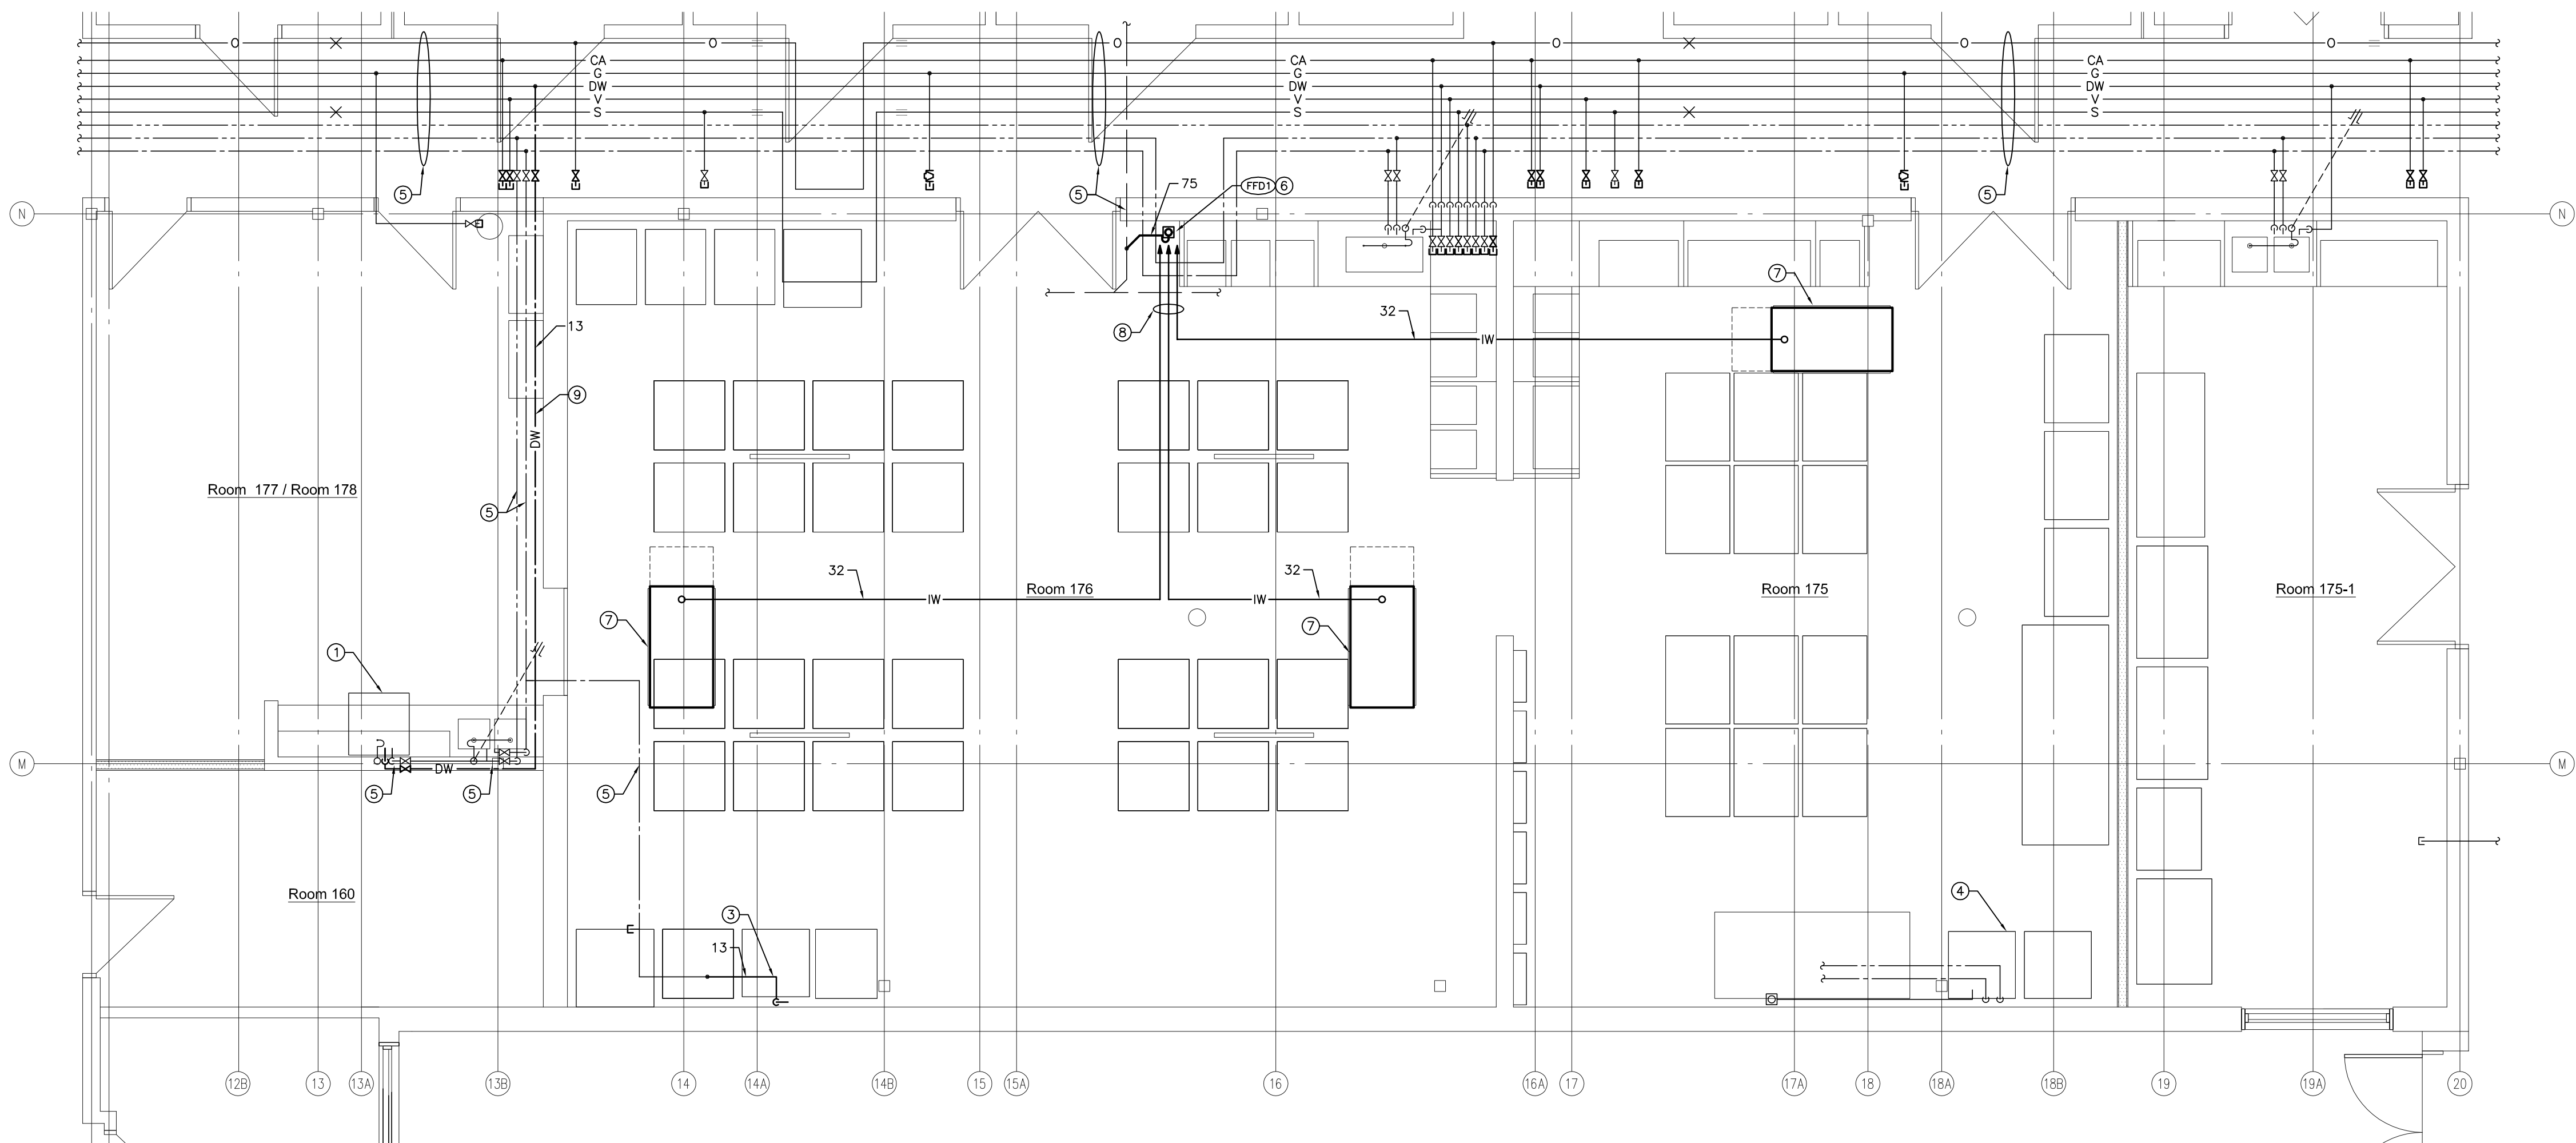 O O O O O O
CA CA CA
G G G
DW DW DW
V V V
S S S
5 5 5
75 FFD1 6
N N
7
13 8 32 IW
9
DW
Room 177 / Room 178
5
32 32
IW Room 176 IW Room 175 Room 175-1
7 7
1
M DW M
5 5 5
Room 160 3 4
13
12B 13 13A 13B 14 14A 14B 15 15A 16 16A 17 17A 18 18A 18B 19 19A 20